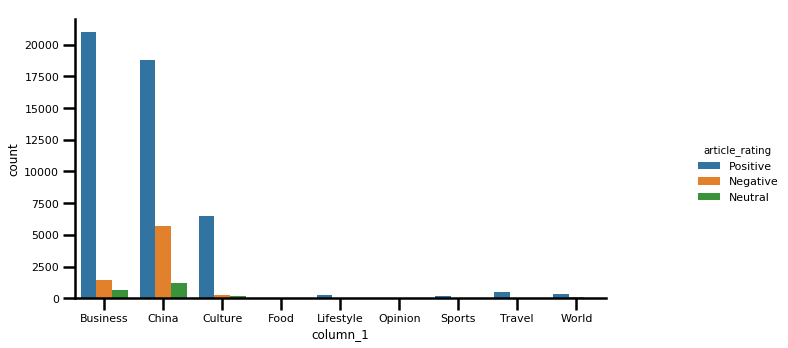 20000
17500
15000
12500
10000
7500
5000
2500
0
count
Business China Culture Food Lifestyle Opinion Sports Travel World
column_1
article_rating
Positive
Negative
Neutral